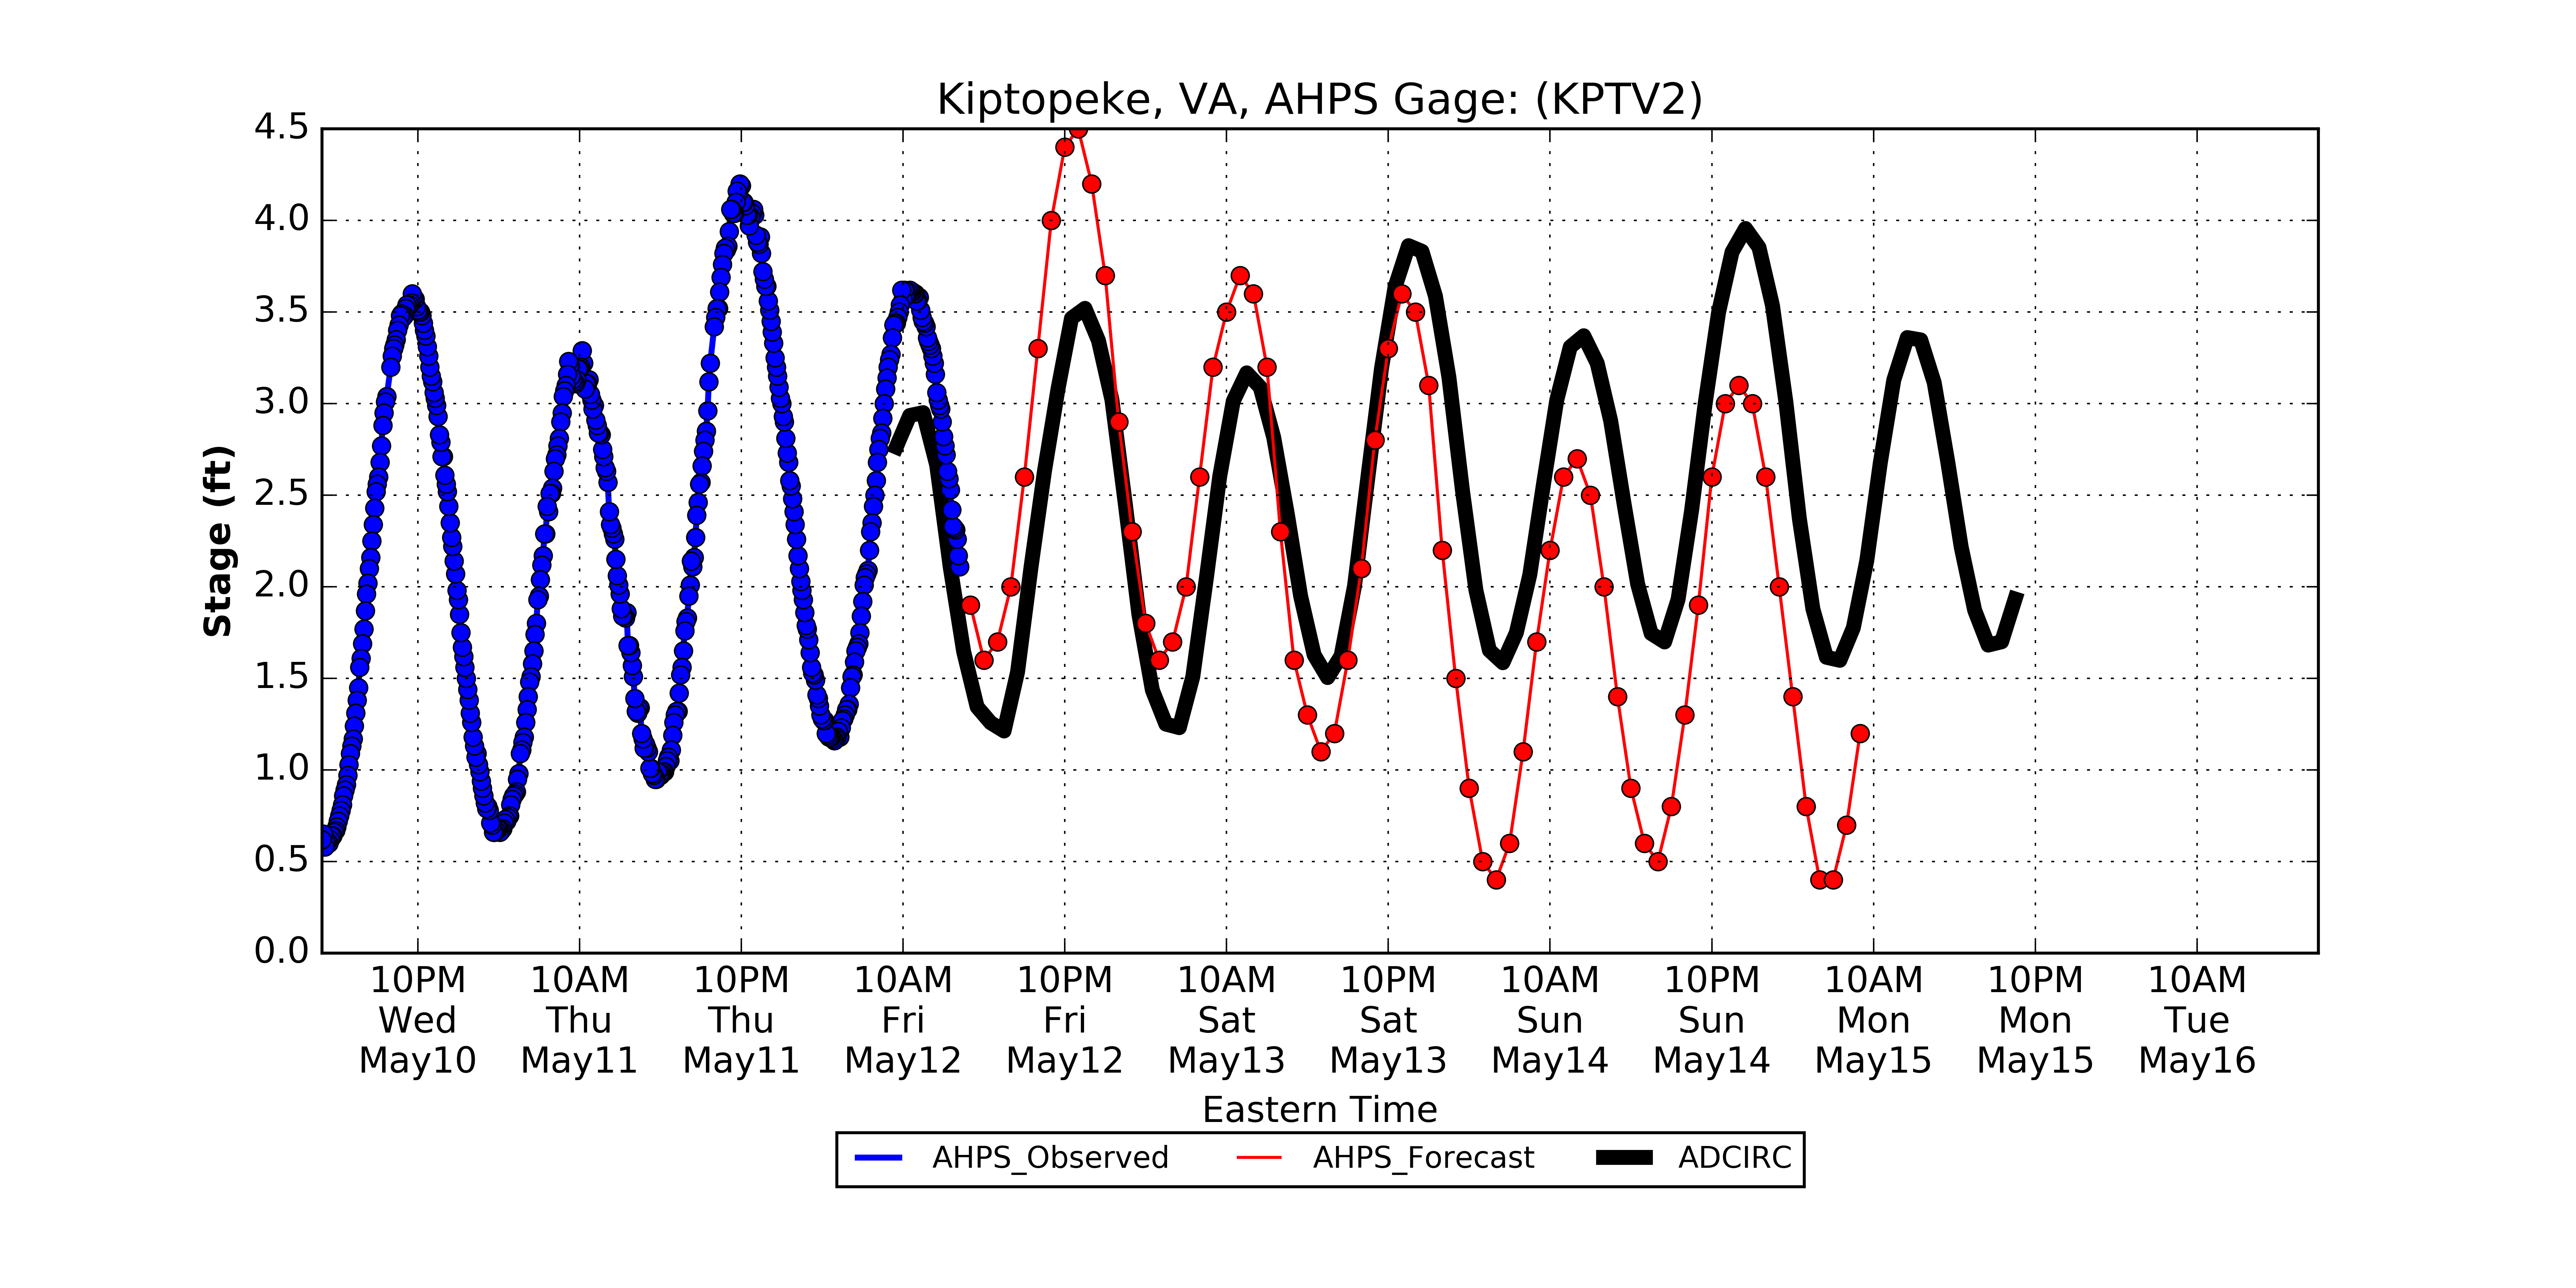 Kiptopeke, VA, AHPS Gage: (KPTV2)
4.5
4.0
3.5
3.0
2.5
2.0
1.5
1.0
0.5
0.0
Stage (ft)
10PM 10AM 10PM 10AM 10PM 10AM 10PM 10AM 10PM 10AM 10PM 10AM
Wed Thu Thu Fri Fri Sat Sat Sun Sun Mon Mon Tue
May10 May11 May11 May12 May12 May13 May13 May14 May14 May15 May15 May16
Eastern Time
AHPS_Observed AHPS_Forecast ADCIRC